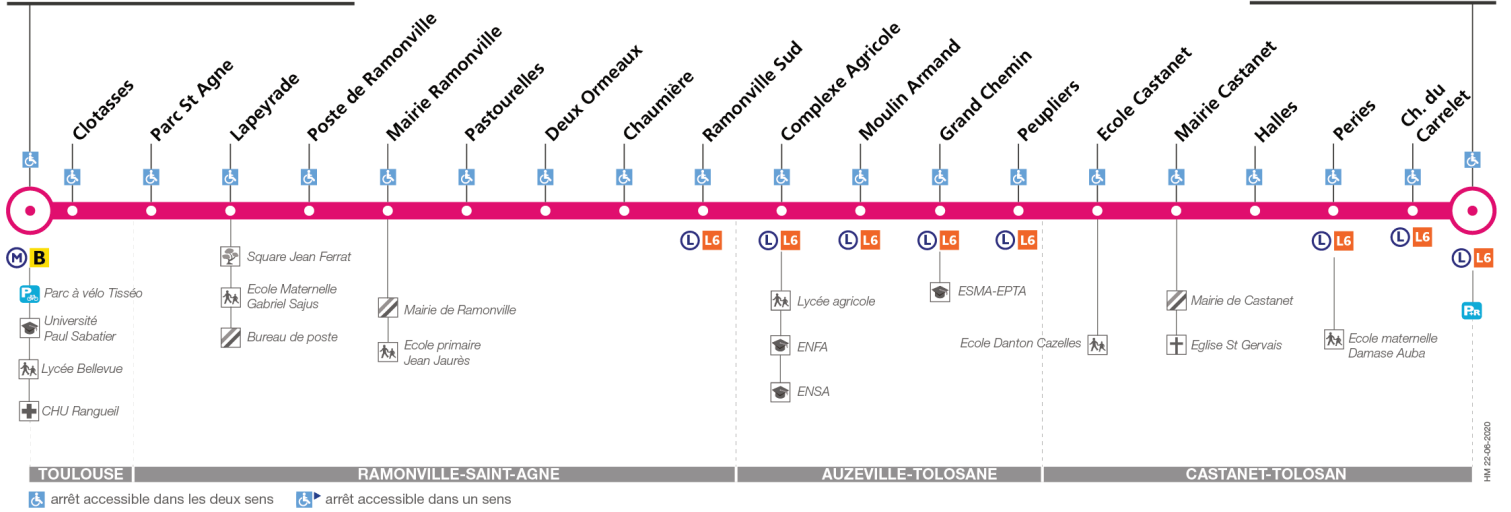 Clotasses
Parc St Agne
Lapeyrade
Poste de Ramonville
Mairie Ramonville
Pastourelles
Deux Ormeaux
Chaumière
Ramonville Sud
Complexe Agricole
Moulin Armand
Grand Chemin
Peupliers
Ecole Castanet
Mairie Castanet
Halles
Peries
Ch. du
Carrelet
M B
Parc à vélo Tisséo
Université
Paul Sabatier
Lycée Bellevue
CHU Rangueil
Square Jean Ferrat
Ecole Maternelle
Gabriel Sajus
Bureau de poste
Mairie de Ramonville
Ecole primaire
Jean Jaurès
L L6
L L6
Lycée agricole
ENFA
ENSA
L L6
L L6
ESMA-EPTA
L L6
Ecole Danton Cazelles
Mairie de Castanet
Eglise St Gervais
L L6
Ecole maternelle
Damase Auba
L L6
L L6
P+R
TOULOUSE
RAMONVILLE-SAINT-AGNE
AUZEVILLE-TOLOSANE
CASTANET-TOLOSAN
HM 22-06-2020
arrêt accessible dans les deux sens
arrêt accessible dans un sens